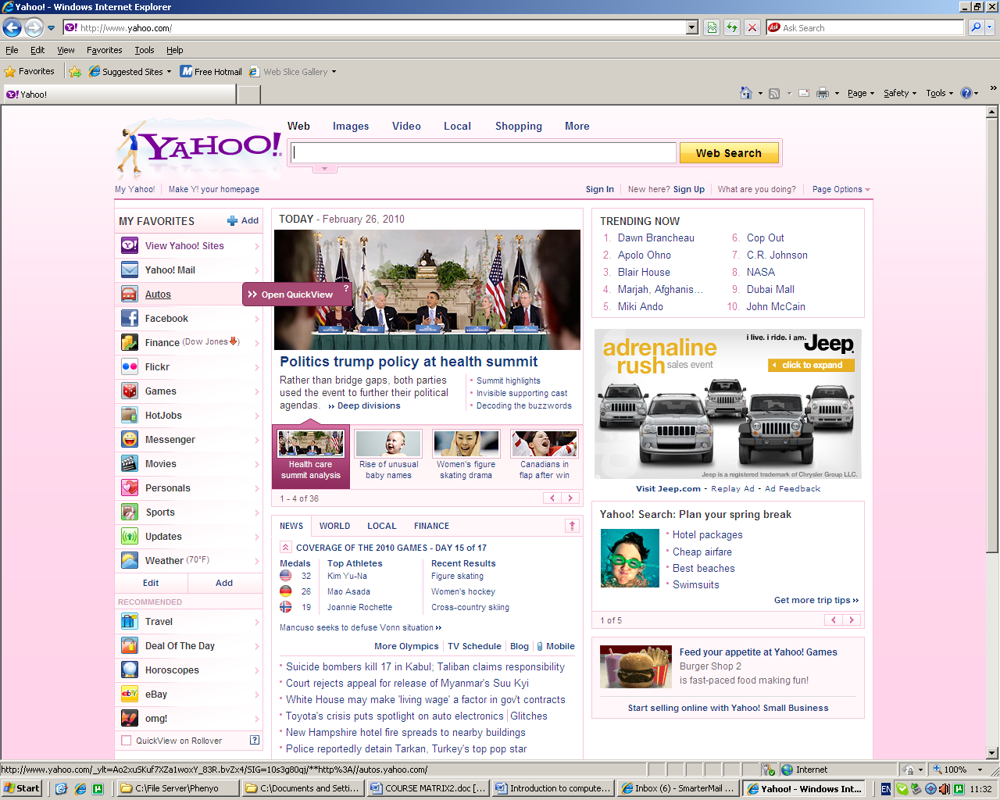 Yahoo! - Windows Internet Explorer
http://www.yahoo.com/
Ask Search
File Edit View Favorites Tools Help
Favorites Suggested Sites Free Hotmail Web Slice Gallery
Yahoo!
Page Safety Tools
Web Images Video Local Shopping More
YAHOO!
Web Search
My Yahoo! Make Y! your homepage
Sign In New here? Sign Up What are you doing? Page Options
MY FAVORITES Add
View Yahoo! Sites
Yahoo! Mail
Autos
Open QuickView ?
Facebook
Finance (Dow Jones)
Flickr
Games
HotJobs
Messenger
Movies
Personals
Sports
Updates
Weather (70°F)
Edit Add
RECOMMENDED
Travel
Deal Of The Day
Horoscopes
eBay
omg!
QuickView on Rollover ?
TODAY - February 26, 2010
Politics trump policy at health summit
Rather than bridge gaps, both parties
used the event to further their political
agendas. » Deep divisions
• Summit highlights
• Invisible supporting cast
• Decoding the buzzwords
Health care
summit analysis
Rise of unusual
baby names
Women's figure
skating drama
Canadians in
flap after win
1 - 4 of 36
NEWS WORLD LOCAL FINANCE
COVERAGE OF THE 2010 GAMES - DAY 15 of 17
Medals Top Athletes Recent Results
32 Kim Yu-Na Figure skating
26 Mao Asada Women's hockey
19 Joannie Rochette Cross-country skiing
Mancuso seeks to defuse Vonn situation »
More Olympics TV Schedule Blog Mobile
• Suicide bombers kill 17 in Kabul; Taliban claims responsibility
• Court rejects appeal for release of Myanmar's Suu Kyi
• White House may make 'living wage' a factor in gov't contracts
• Toyota's crisis puts spotlight on auto electronics | Glitches
• New Hampshire hotel fire spreads to nearby buildings
• Police reportedly detain Tarkan, Turkey's top pop star
TRENDING NOW
1. Dawn Brancheau
2. Apolo Ohno
3. Blair House
4. Marjah, Afghanis...
5. Miki Ando
6. Cop Out
7. C.R. Johnson
8. NASA
9. Dubai Mall
10. John McCain
adrenaline
rush sales event
i live. i ride. i am. Jeep
click to expand
Jeep is a registered trademark of Chrysler Group LLC.
Visit Jeep.com - Replay Ad - Ad Feedback
Yahoo! Search: Plan your spring break
• Hotel packages
• Cheap airfare
• Best beaches
• Swimsuits
Get more trip tips »
1 of 5
Feed your appetite at Yahoo! Games
Burger Shop 2
is fast-paced food making fun!
Start selling online with Yahoo! Small Business
http://www.yahoo.com/_ylt=Ao2xuSKuf7XZa1woxY_83R.bvZx4/SIG=10s3g80qj/**http%3A//autos.yahoo.com/
Internet 100%
Start C:\File Server\Phenyo C:\Documents and Setti... COURSE MATRIX2.doc [... Introduction to compute... Inbox (6) - SmarterMail ... Yahoo! - Windows Int... EN 11:32